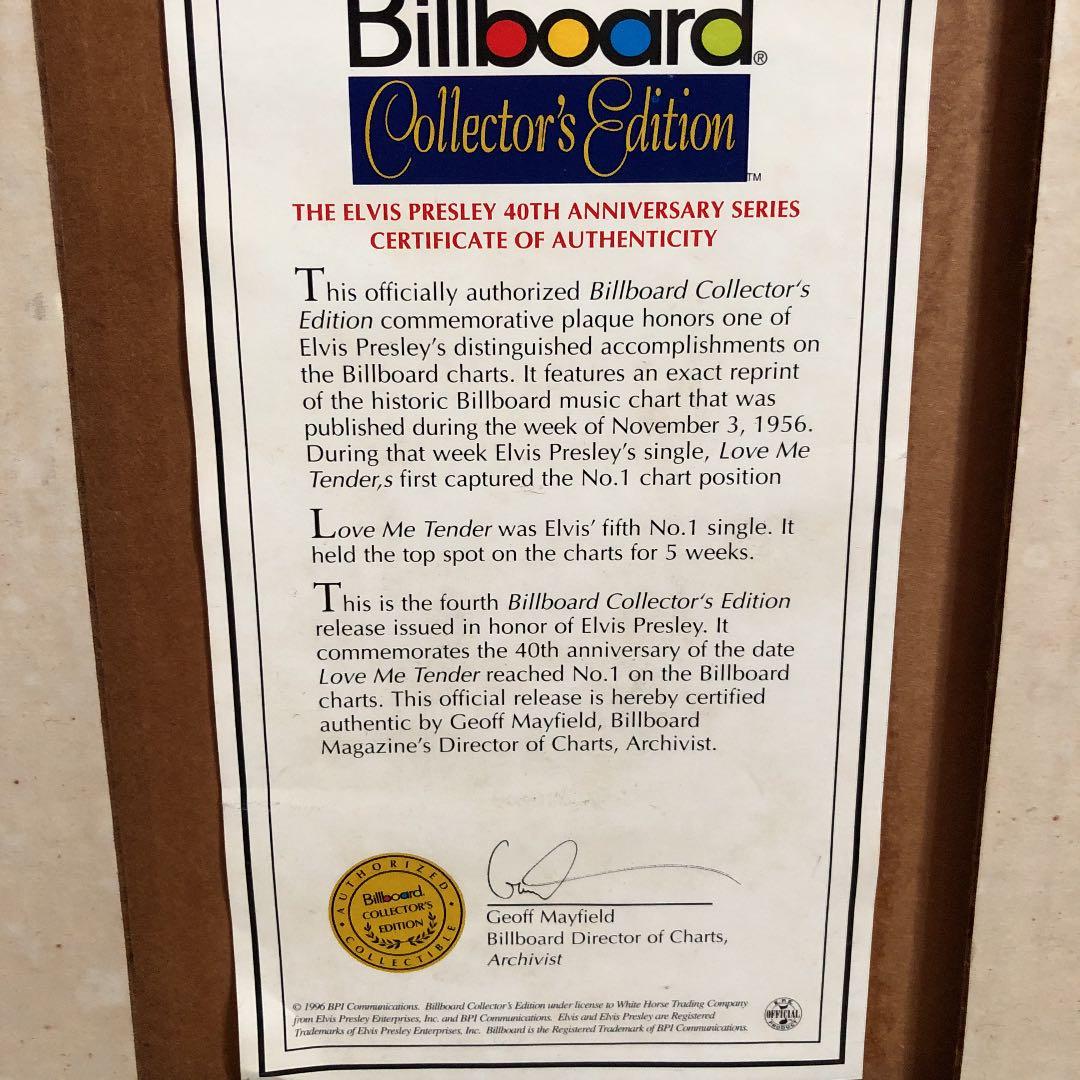 Billboard®
Collector's Edition TM
THE ELVIS PRESLEY 40TH ANNIVERSARY SERIES
CERTIFICATE OF AUTHENTICITY
This officially authorized Billboard Collector's
Edition commemorative plaque honors one of
Elvis Presley's distinguished accomplishments on
the Billboard charts. It features an exact reprint
of the historic Billboard music chart that was
published during the week of November 3, 1956.
During that week Elvis Presley's single, Love Me
Tender,s first captured the No.1 chart position
Love Me Tender was Elvis' fifth No.1 single. It
held the top spot on the charts for 5 weeks.
This is the fourth Billboard Collector's Edition
release issued in honor of Elvis Presley. It
commemorates the 40th anniversary of the date
Love Me Tender reached No.1 on the Billboard
charts. This official release is hereby certified
authentic by Geoff Mayfield, Billboard
Magazine's Director of Charts, Archivist.
AUTHORIZED
Billboard
COLLECTOR'S
EDITION
COLLECTIBLE
Geoff Mayfield
Billboard Director of Charts,
Archivist
© 1996 BPI Communications. Billboard Collector's Edition under license to White Horse Trading Company
from Elvis Presley Enterprises, Inc. and BPI Communications. Elvis and Elvis Presley are Registered
Trademarks of Elvis Presley Enterprises, Inc. Billboard is the Registered Trademark of BPI Communications.
E.P.E.
OFFICIAL
PRODUCT